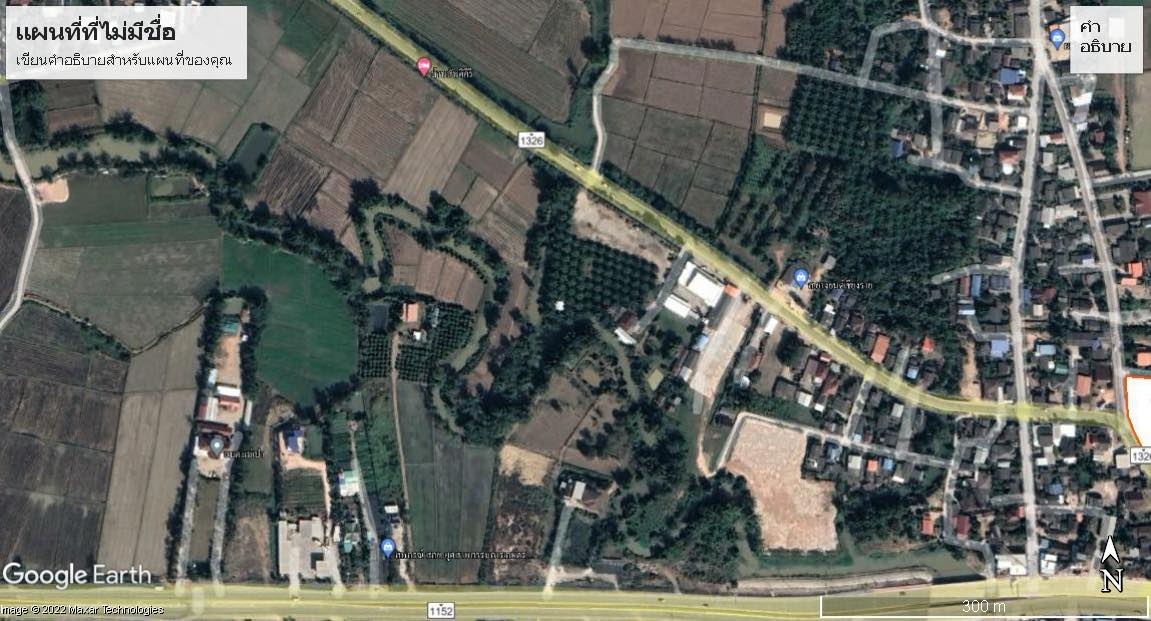 แผนที่ที่ไม่มีชื่อ
เขียนคำอธิบายสำหรับแผนที่ของคุณ
คำ
อธิบาย
1326
1326
Google Earth
N
mage © 2022 Maxar Technologies
1152
300 m